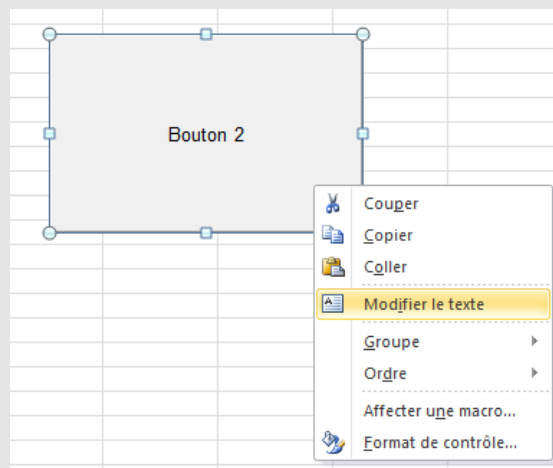 Bouton 2
Couper
Copier
Coller
Modifier le texte
Groupe
Ordre
Affecter une macro...
Format de contrôle...